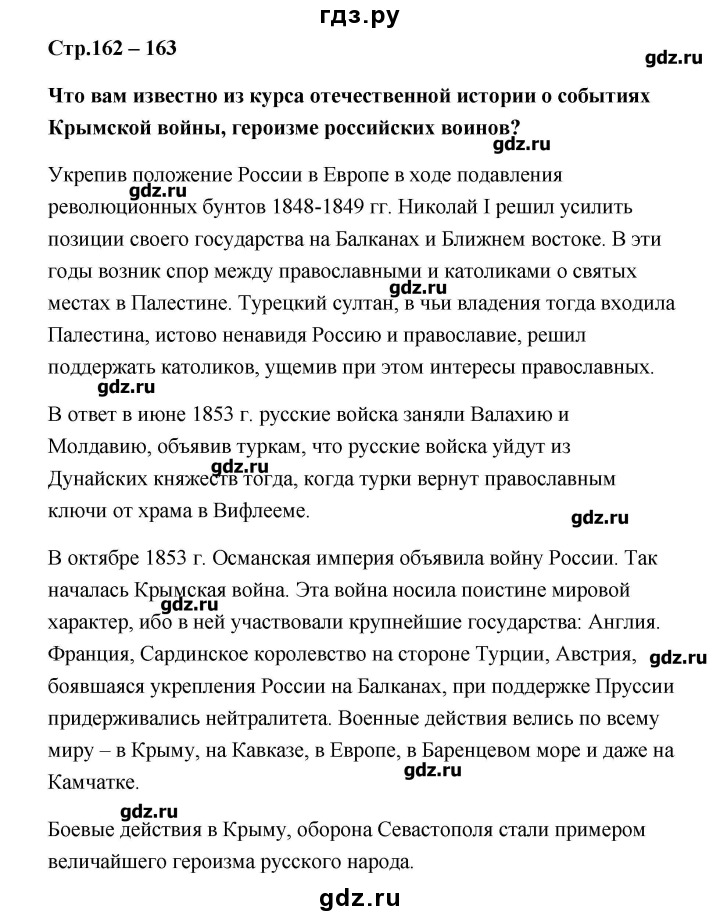 гдз.ру
Стр.162 – 163
gdz.ru
Что вам известно из курса отечественной истории о событиях
Крымской войны, героизме российских воинов?
gdz.ru
Укрепив положение России в Европе в ходе подавления
gdz.ru
революционных бунтов 1848-1849 гг. Николай I решил усилить
позиции своего государства на Балканах и Ближнем востоке. В эти
годы возник спор между православными и католиками о святых
gdz.ru
местах в Палестине. Турецкий султан, в чьи владения тогда входила
Палестина, истово ненавидя Россию и православие, решил
поддержать католиков, ущемив при этом интересы православных.
gdz.ru
В ответ в июне 1853 г. русские войска заняли Валахию и
Молдавию, объявив туркам, что русские войска уйдут из
gdz.ru
Дунайских княжеств тогда, когда турки вернут православным
ключи от храма в Вифлееме.
gdz.ru
В октябре 1853 г. Османская империя объявила войну России. Так
началась Крымская война. Эта война носила поистине мировой
gdz.ru
характер, ибо в ней участвовали крупнейшие государства: Англия.
Франция, Сардинское королевство на стороне Турции, Австрия,
gdz.ru
боявшаяся укрепления России на Балканах, при поддержке Пруссии
придерживались нейтралитета. Военные действия велись по всему
миру – в Крыму, на Кавказе, в Европе, в Баренцевом море и даже на
gdz.ru
Камчатке.
gdz.ru
Боевые действия в Крыму, оборона Севастополя стали примером
величайшего героизма русского народа.
gdz.ru